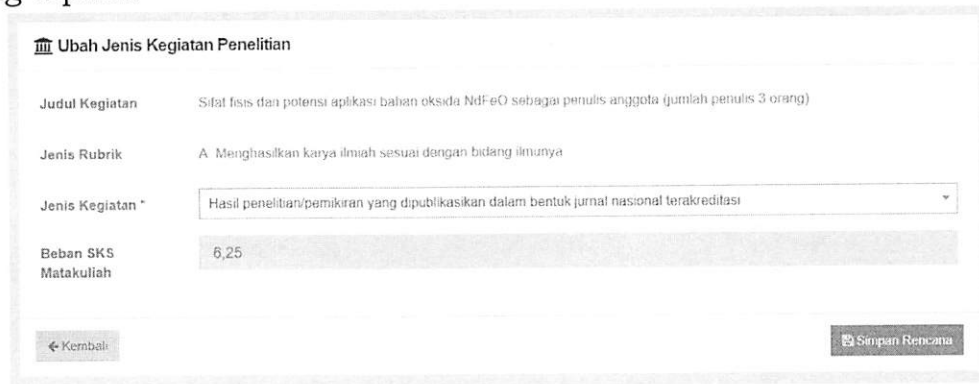 Ubah Jenis Kegiatan Penelitian
Judul Kegiatan Sifat fisis dan potensi aplikasi bahan oksida NdFeO sebagai penulis anggota (jumlah penulis 3 orang)
Jenis Rubrik A Menghasilkan karya ilmiah sesuai dengan bidang ilmunya
Jenis Kegiatan * Hasil penelitian/pemikiran yang dipublikasikan dalam bentuk jurnal nasional terakreditasi
Beban SKS 6,25
Matakuliah
Kembali Simpan Rencana